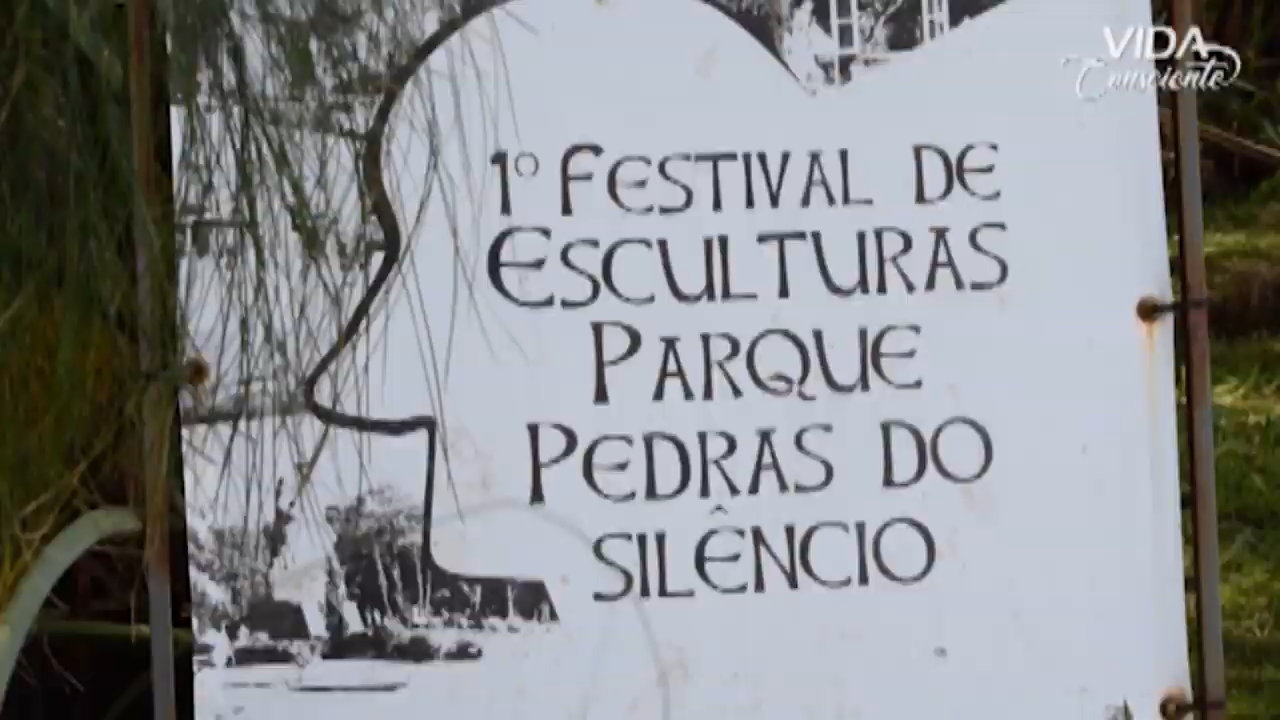 VIDA
Consciente
1º FESTIVAL DE
ESCULTURAS
PARQUE
PEDRAS DO
SILÊNCIO